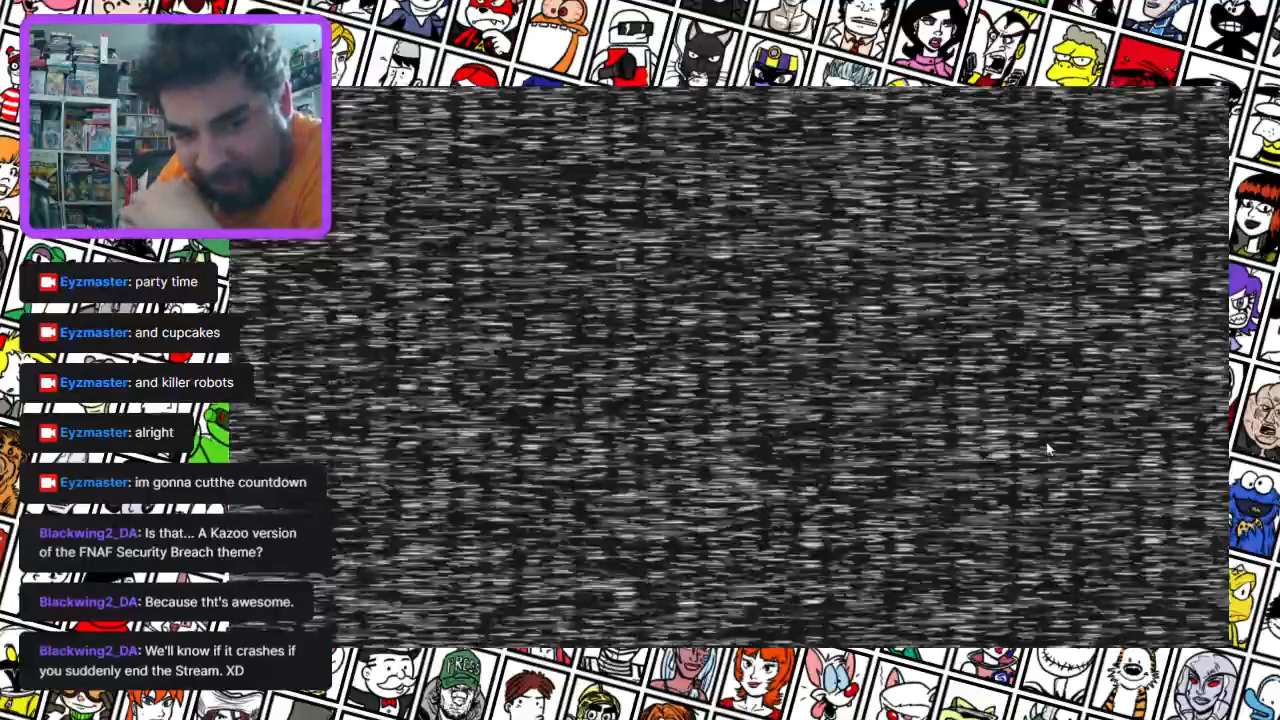 Eyzmaster: party time
Eyzmaster: and cupcakes
Eyzmaster: and killer robots
Eyzmaster: alright
Eyzmaster: im gonna cutthe countdown
Blackwing2_DA: Is that... A Kazoo version
of the FNAF Security Breach theme?
Blackwing2_DA: Because tht's awesome.
Blackwing2_DA: We'll know if it crashes if
you suddenly end the Stream. XD
PRESS